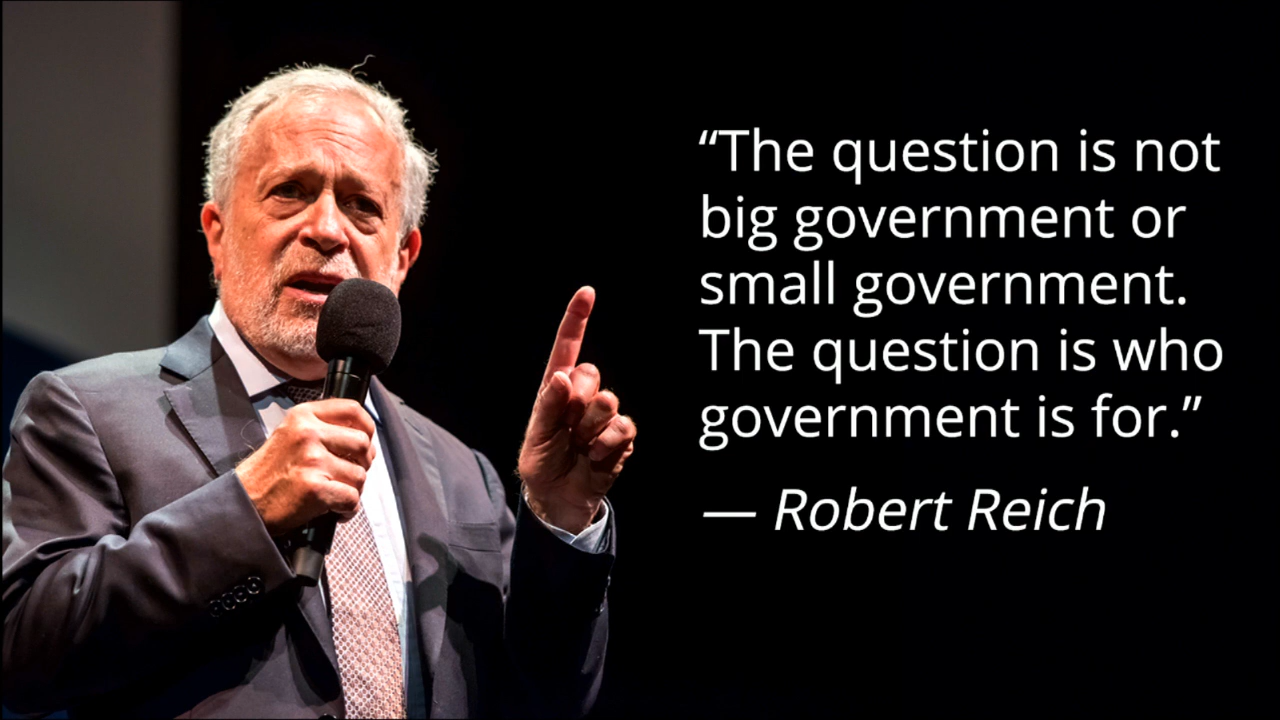 “The question is not
big government or
small government.
The question is who
government is for.”
— Robert Reich